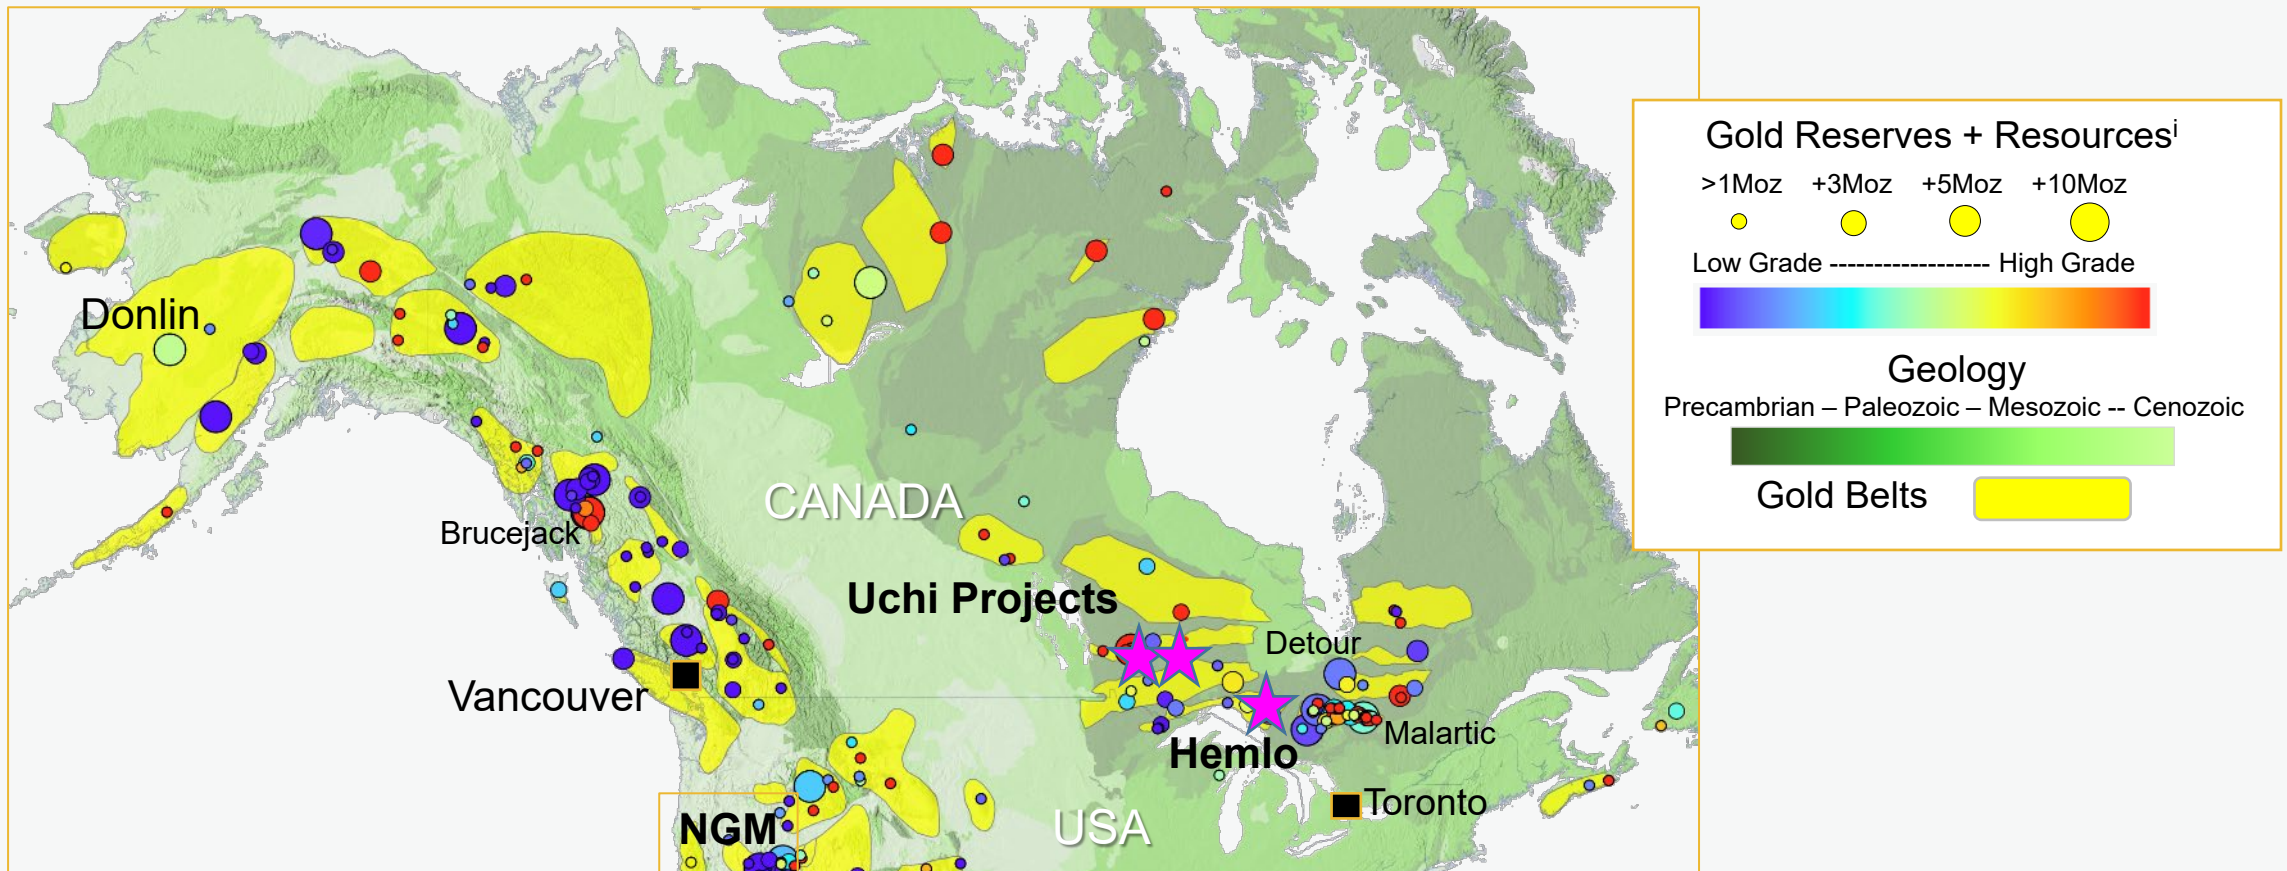 Gold Reserves + Resourcesⁱ
>1Moz +3Moz +5Moz +10Moz
Low Grade ------------------ High Grade
Geology
Precambrian – Paleozoic – Mesozoic -- Cenozoic
Gold Belts
Donlin
CANADA
Brucejack
Uchi Projects
Detour
Vancouver
Malartic
Hemlo
Toronto
NGM
USA